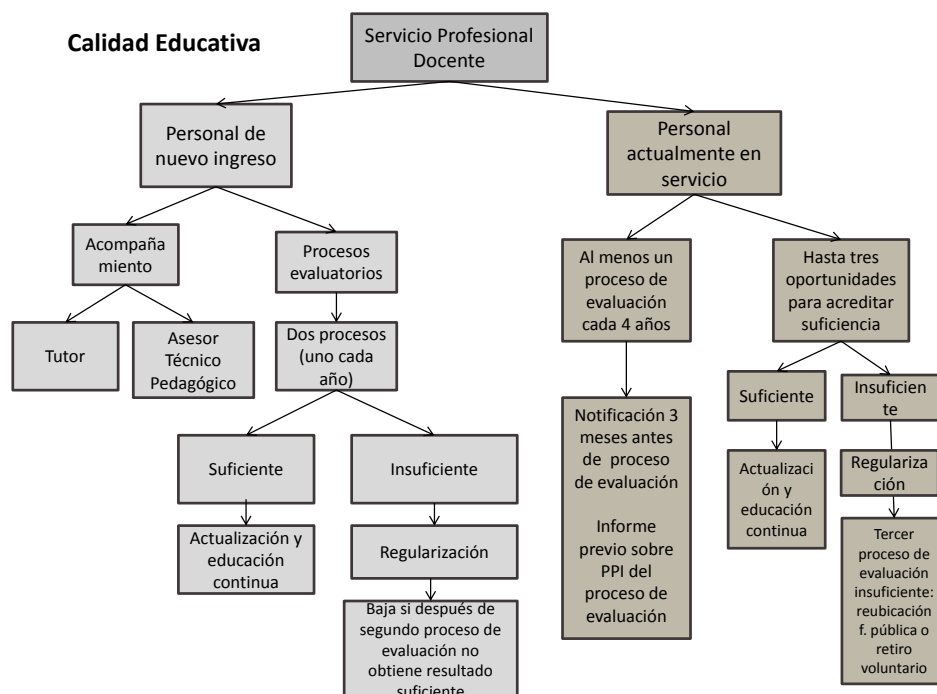 Calidad Educativa
Servicio Profesional
Docente
Personal de
nuevo ingreso
Acompaña
miento
Tutor
Asesor
Técnico
Pedagógico
Procesos
evaluatorios
Dos procesos
(uno cada
año)
Suficiente
Actualización y
educación
continua
Insuficiente
Regularización
Baja si después de
segundo proceso de
evaluación no
obtiene resultado
suficiente
Personal
actualmente en
servicio
Al menos un
proceso de
evaluación
cada 4 años
Notificación 3
meses antes
de proceso
de evaluación
Informe
previo sobre
PPI del
proceso de
evaluación
Hasta tres
oportunidades
para acreditar
suficiencia
Suficiente
Actualizaci
ón y
educación
continua
Insuficien
te
Regulariza
ción
Tercer
proceso de
evaluación
insuficiente:
reubicación
f. pública o
retiro
voluntario